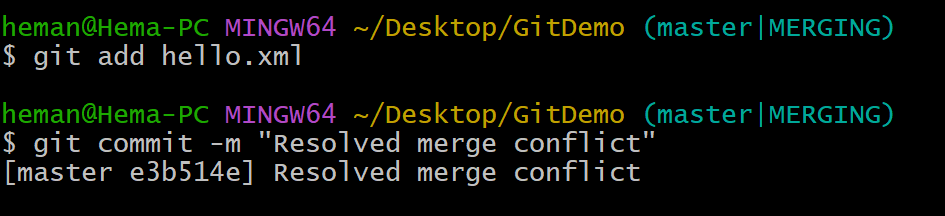 heman@Hema-PC MINGW64 ~/Desktop/GitDemo (master|MERGING)
$ git add hello.xml
heman@Hema-PC MINGW64 ~/Desktop/GitDemo (master|MERGING)
$ git commit -m "Resolved merge conflict"
[master e3b514e] Resolved merge conflict